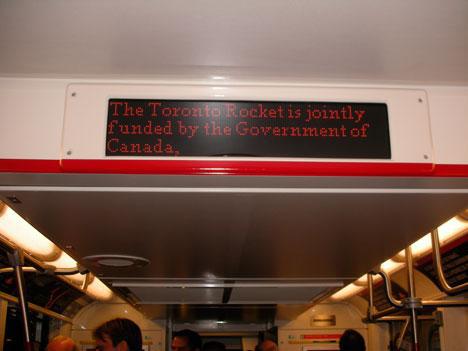 The Toronto Rocket is jointly
funded by the Government of
Canada,